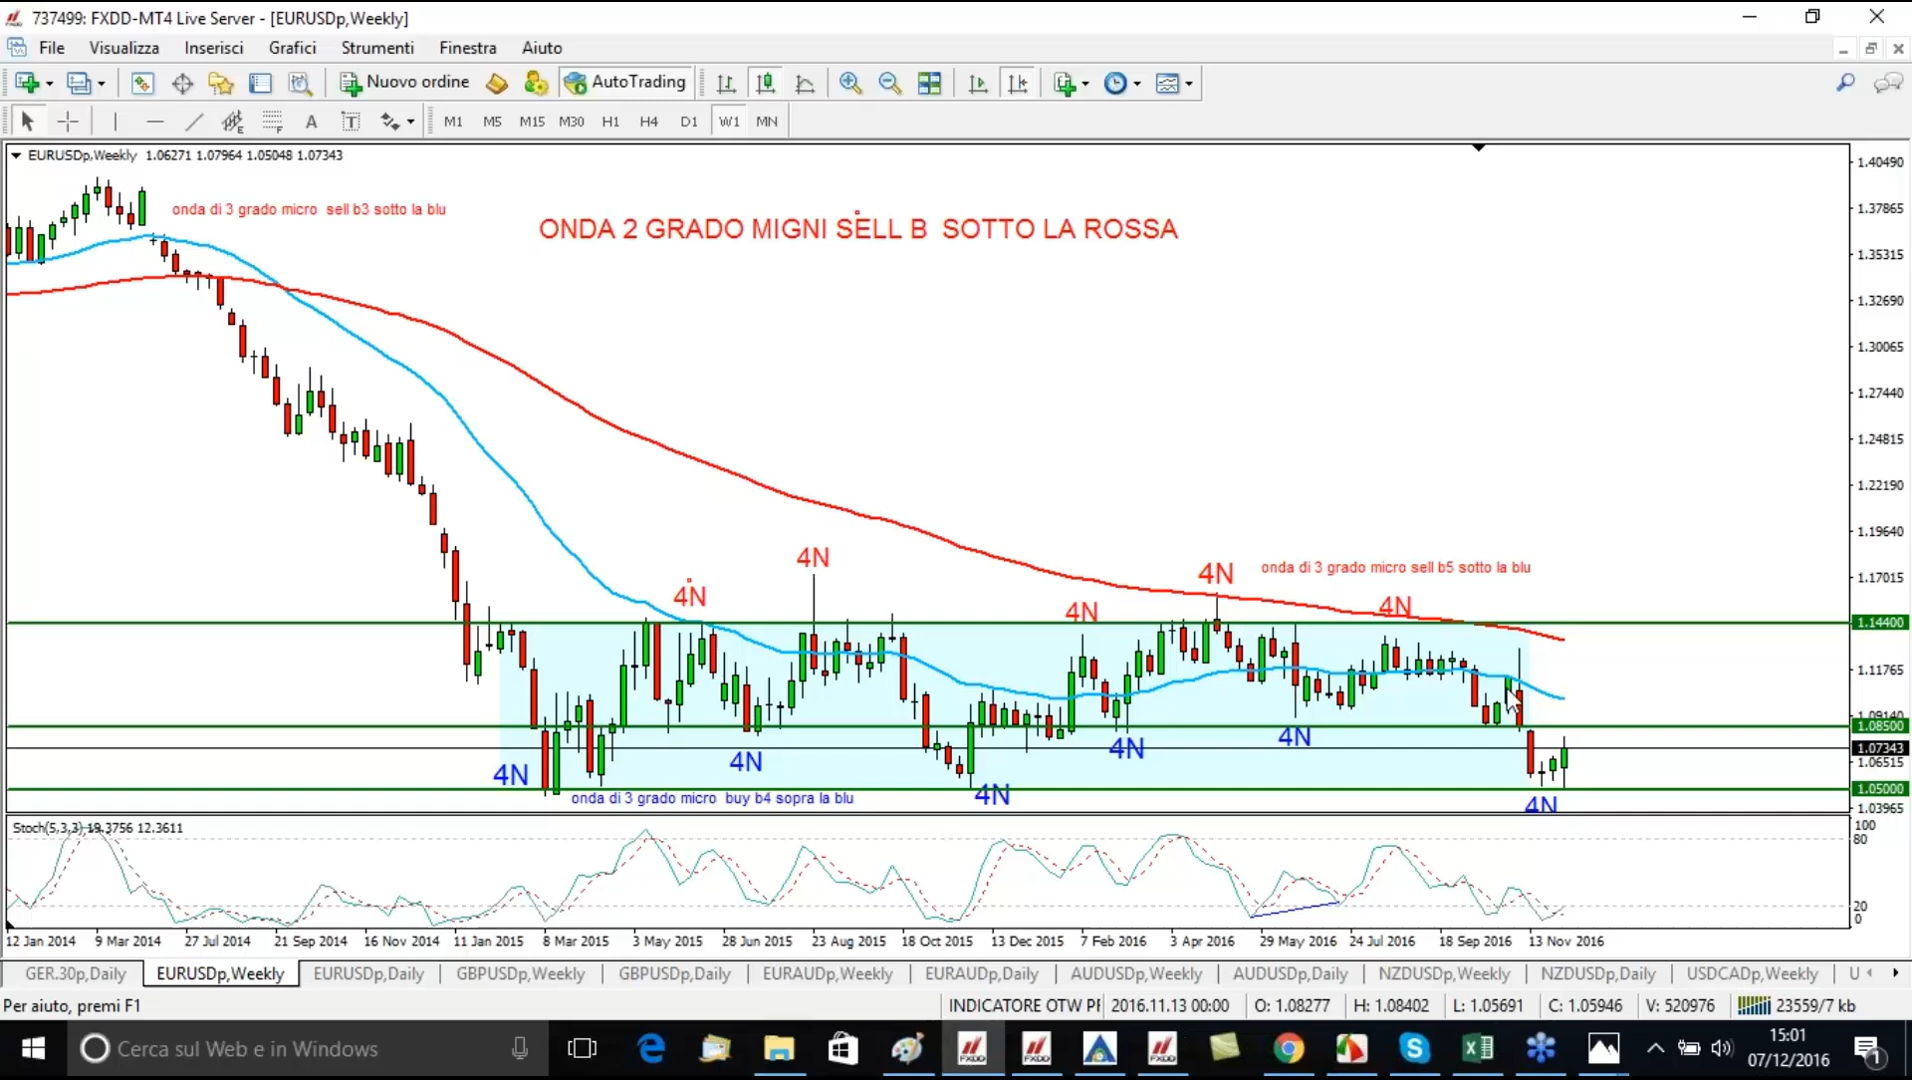 737499: FXDD-MT4 Live Server - [EURUSDp,Weekly]
File Visualizza Inserisci Grafici Strumenti Finestra Aiuto
Nuovo ordine AutoTrading
A T M1 M5 M15 M30 H1 H4 D1 W1 MN
EURUSDp,Weekly 1.06271 1.07964 1.05048 1.07343
1.40490
onda di 3 grado micro sell b3 sotto la blu
1.37865
ONDA 2 GRADO MIGNI SELL B SOTTO LA ROSSA
1.35315
1.32690
1.30065
1.27440
1.24815
1.22190
1.19640
4N
4N
onda di 3 grado micro sell b5 sotto la blu
1.17015
4N
4N
4N
1.14400
1.11765
1.09140
1.08500
4N
4N
1.07343
4N
1.06515
4N
1.05000
onda di 3 grado micro buy b4 sopra la blu
4N
4N
1.03965
Stoch(5,3,3) 19.3756 12.3611
100
80
20
0
12 Jan 2014 9 Mar 2014 27 Jul 2014 21 Sep 2014 16 Nov 2014 11 Jan 2015 8 Mar 2015 3 May 2015 28 Jun 2015 23 Aug 2015 18 Oct 2015 13 Dec 2015 7 Feb 2016 3 Apr 2016 29 May 2016 24 Jul 2016 18 Sep 2016 13 Nov 2016
GER.30p,Daily EURUSDp,Weekly EURUSDp,Daily GBPUSDp,Weekly GBPUSDp,Daily EURAUDp,Weekly EURAUDp,Daily AUDUSDp,Weekly AUDUSDp,Daily NZDUSDp,Weekly NZDUSDp,Daily USDCADp,Weekly U
Per aiuto, premi F1 INDICATORE OTW PF 2016.11.13 00:00 O: 1.08277 H: 1.08402 L: 1.05691 C: 1.05946 V: 520976 23559/7 kb
Cerca sul Web e in Windows
FXDD FXDD FXDD
15:01
07/12/2016
1